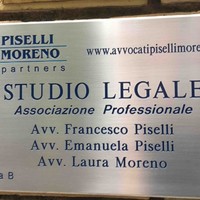 PISELLI
MORENO
partners
www.avvocatipisellimore
STUDIO LEGALE
Associazione Professionale
Avv. Francesco Piselli
Avv. Emanuela Piselli
Avv. Laura Moreno
B